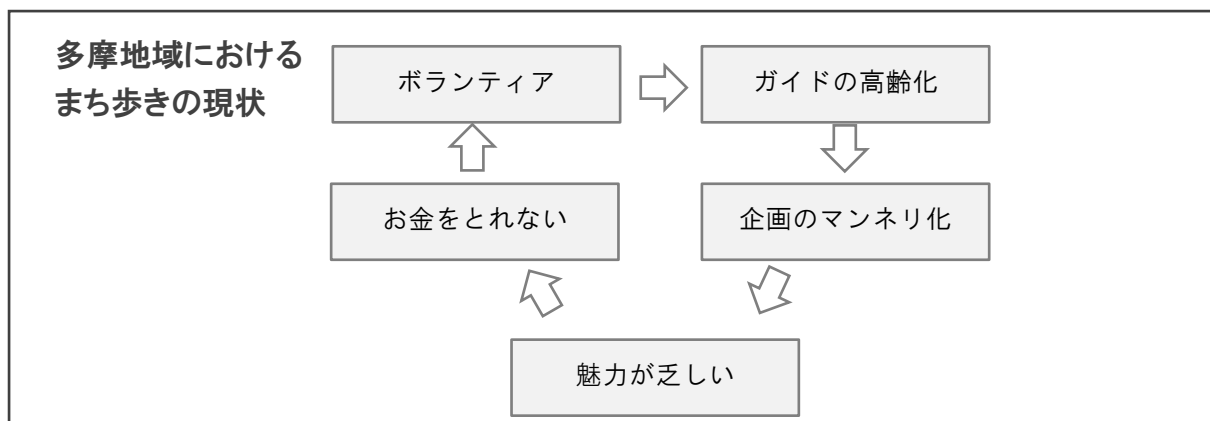 多摩地域における
まち歩きの現状
ボランティア
ガイドの高齢化
お金をとれない
企画のマンネリ化
魅力が乏しい